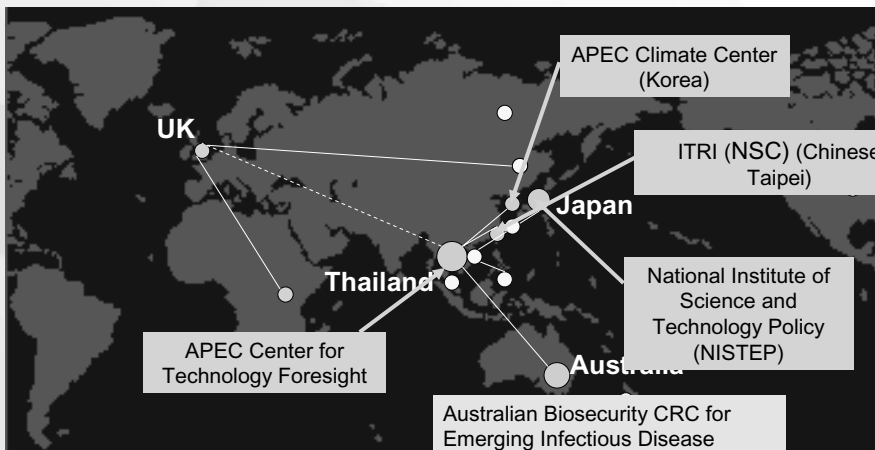 APEC Climate Center
(Korea)
UK
ITRI (NSC) (Chinese
Taipei)
Japan
Thailand
National Institute of
Science and
Technology Policy
(NISTEP)
APEC Center for
Technology Foresight
Australia
Australian Biosecurity CRC for
Emerging Infectious Disease